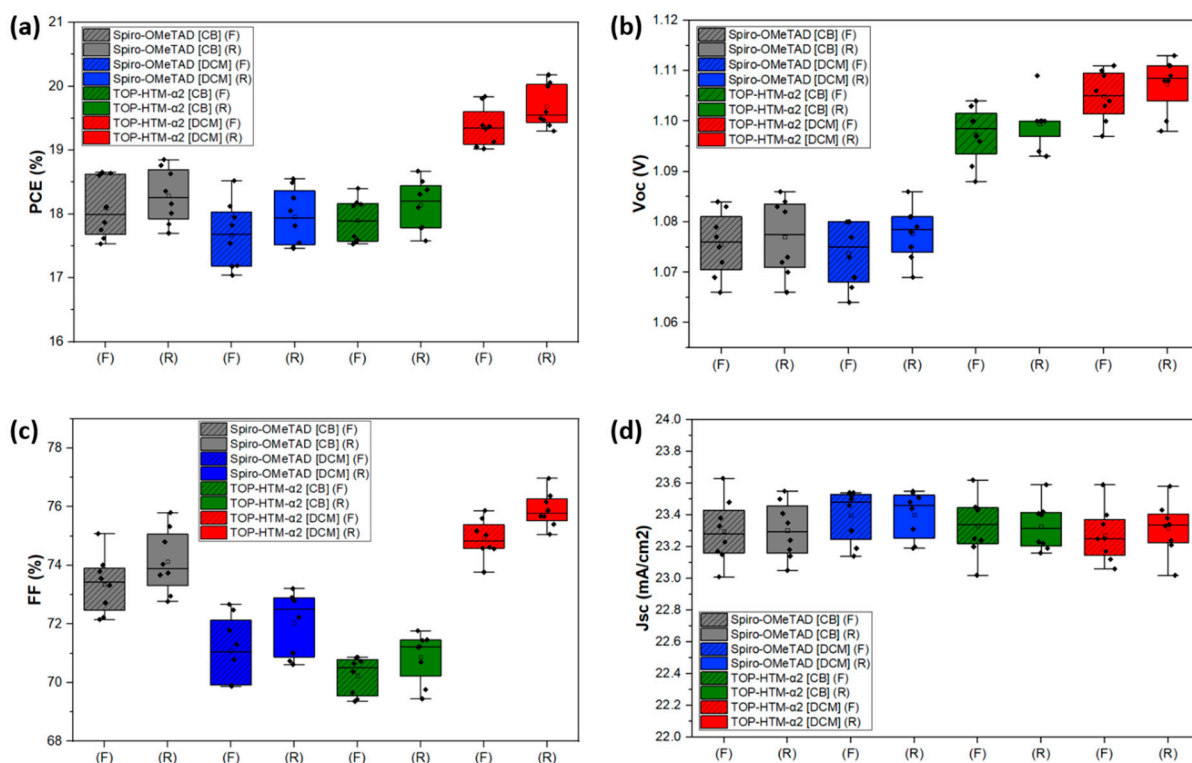 (a)
Spiro-OMeTAD [CB] (F)
Spiro-OMeTAD [CB] (R)
Spiro-OMeTAD [DCM] (F)
Spiro-OMeTAD [DCM] (R)
TOP-HTM-α2 [CB] (F)
TOP-HTM-α2 [CB] (R)
TOP-HTM-α2 [DCM] (F)
TOP-HTM-α2 [DCM] (R)
PCE (%)
21
20
19
18
17
16
(F) (R) (F) (R) (F) (R) (F) (R)
(b)
Spiro-OMeTAD [CB] (F)
Spiro-OMeTAD [CB] (R)
Spiro-OMeTAD [DCM] (F)
Spiro-OMeTAD [DCM] (R)
TOP-HTM-α2 [CB] (F)
TOP-HTM-α2 [CB] (R)
TOP-HTM-α2 [DCM] (F)
TOP-HTM-α2 [DCM] (R)
Voc (V)
1.12
1.11
1.10
1.09
1.08
1.07
1.06
(F) (R) (F) (R) (F) (R) (F) (R)
(c)
Spiro-OMeTAD [CB] (F)
Spiro-OMeTAD [CB] (R)
Spiro-OMeTAD [DCM] (F)
Spiro-OMeTAD [DCM] (R)
TOP-HTM-α2 [CB] (F)
TOP-HTM-α2 [CB] (R)
TOP-HTM-α2 [DCM] (F)
TOP-HTM-α2 [DCM] (R)
FF (%)
78
76
74
72
70
68
(F) (R) (F) (R) (F) (R) (F) (R)
(d)
Jsc (mA/cm2)
24.0
23.8
23.6
23.4
23.2
23.0
22.8
22.6
22.4
22.2
22.0
Spiro-OMeTAD [CB] (F)
Spiro-OMeTAD [CB] (R)
Spiro-OMeTAD [DCM] (F)
Spiro-OMeTAD [DCM] (R)
TOP-HTM-α2 [CB] (F)
TOP-HTM-α2 [CB] (R)
TOP-HTM-α2 [DCM] (F)
TOP-HTM-α2 [DCM] (R)
(F) (R) (F) (R) (F) (R) (F) (R)